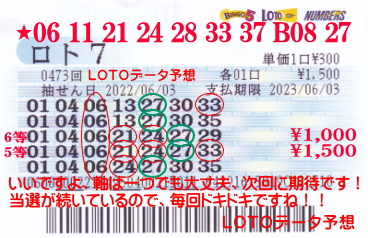 BINGO5 LOTO NUMBERS
★06 11 21 24 28 33 37 B08 27
ロト7
単価1口¥300
0473回 LOTOデータ予想 各01口 ¥1,500
抽せん日 2022/06/03 支払期限 2023/06/03
01 04 06 13 27 30 33
01 04 06 13 27 30
6等 01 04 06 21 24 27 29 ¥1,000
5等 01 04 06 21 27 33 ¥1,500
01 04 06 24 27 30
いいですよ、軸は一つでも大丈夫、次回に期待です!
当選が続いているので、毎回ドキドキですね!!
LOTOデータ予想